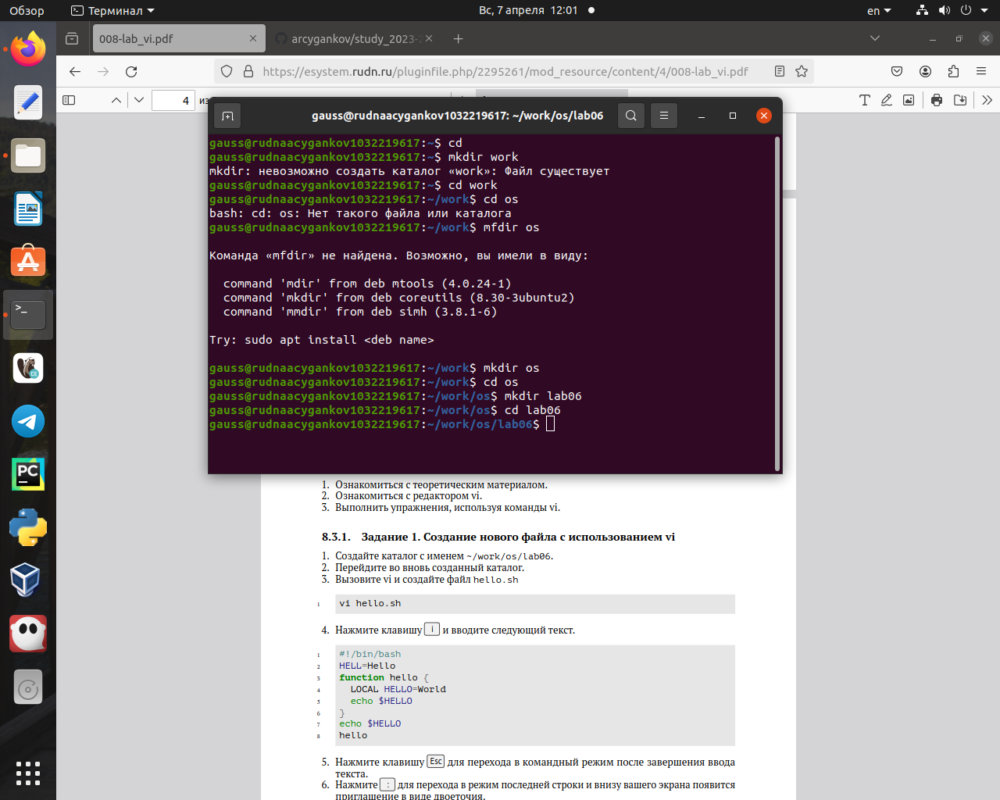 Обзор
Терминал
Вс, 7 апреля 12:01
en
008-lab_vi.pdf
arcygankov/study_2023-2
https://esystem.rudn.ru/pluginfile.php/2295261/mod_resource/content/4/008-lab_vi.pdf
4 из
gauss@rudnaacygankov1032219617: ~/work/os/lab06
gauss@rudnaacygankov1032219617:~$ cd
gauss@rudnaacygankov1032219617:~$ mkdir work
mkdir: невозможно создать каталог «work»: Файл существует
gauss@rudnaacygankov1032219617:~$ cd work
gauss@rudnaacygankov1032219617:~/work$ cd os
bash: cd: os: Нет такого файла или каталога
gauss@rudnaacygankov1032219617:~/work$ mfdir os
Команда «mfdir» не найдена. Возможно, вы имели в виду:
command 'mdir' from deb mtools (4.0.24-1)
command 'mkdir' from deb coreutils (8.30-3ubuntu2)
command 'mmdir' from deb simh (3.8.1-6)
Try: sudo apt install <deb name>
gauss@rudnaacygankov1032219617:~/work$ mkdir os
gauss@rudnaacygankov1032219617:~/work$ cd os
gauss@rudnaacygankov1032219617:~/work/os$ mkdir lab06
gauss@rudnaacygankov1032219617:~/work/os$ cd lab06
gauss@rudnaacygankov1032219617:~/work/os/lab06$
1. Ознакомиться с теоретическим материалом.
2. Ознакомиться с редактором vi.
3. Выполнить упражнения, используя команды vi.
8.3.1. Задание 1. Создание нового файла с использованием vi
1. Создайте каталог с именем ~/work/os/lab06.
2. Перейдите во вновь созданный каталог.
3. Вызовите vi и создайте файл hello.sh
1 vi hello.sh
4. Нажмите клавишу i и вводите следующий текст.
1 #!/bin/bash
2 HELL=Hello
3 function hello {
4 LOCAL HELLO=World
5 echo $HELLO
6 }
7 echo $HELLO
8 hello
5. Нажмите клавишу Esc для перехода в командный режим после завершения ввода
текста.
6. Нажмите : для перехода в режим последней строки и внизу вашего экрана появится
приглашение в виде двоеточия.